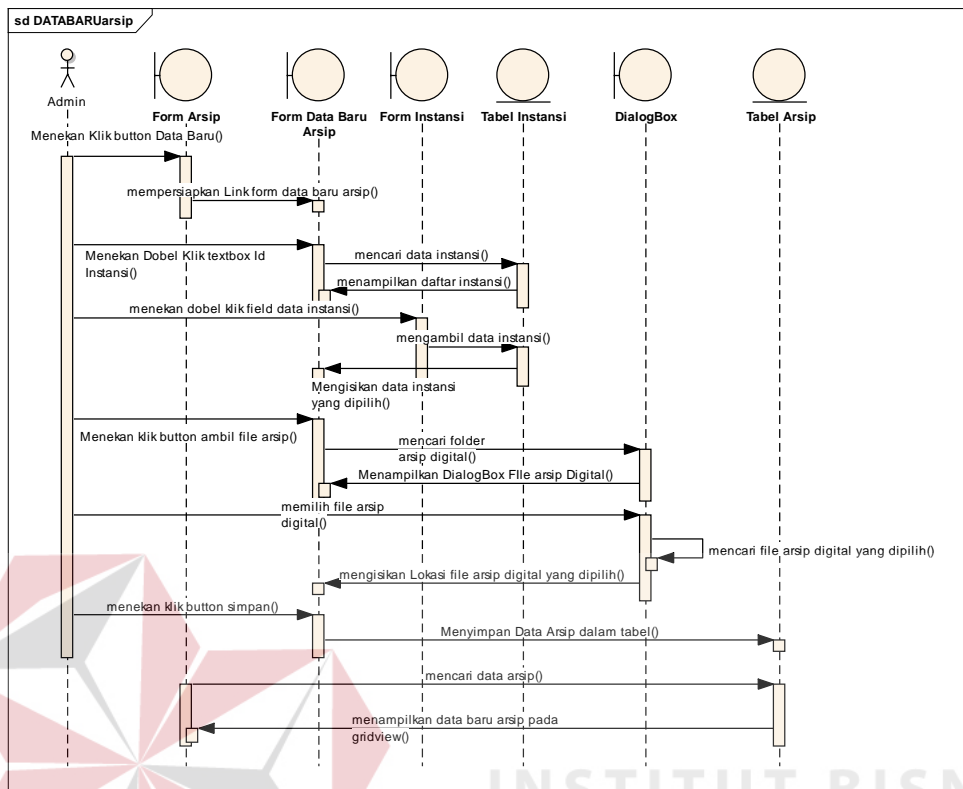 sd DATABARUarsip
Admin
Form Arsip
Form Data Baru
Arsip
Form Instansi
Tabel Instansi
DialogBox
Tabel Arsip
Menekan Klik button Data Baru()
mempersiapkan Link form data baru arsip()
Menekan Dobel Klik textbox Id
Instansi()
mencari data instansi()
menampilkan daftar instansi()
menekan dobel klik field data instansi()
mengambil data instansi()
Mengisikan data instansi
yang dipilih()
Menekan klik button ambil file arsip()
mencari folder
arsip digital()
Menampilkan DialogBox FIle arsip Digital()
memilih file arsip
digital()
mencari file arsip digital yang dipilih()
mengisikan Lokasi file arsip digital yang dipilih()
menekan klik button simpan()
Menyimpan Data Arsip dalam tabel()
mencari data arsip()
menampilkan data baru arsip pada
gridview()
INSTITUT BISN